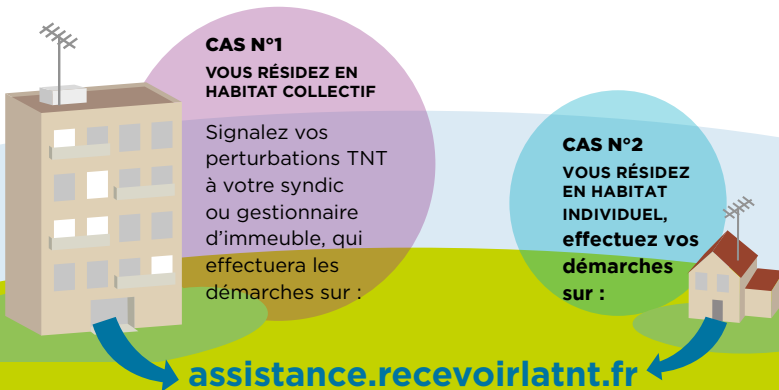 CAS N°1
VOUS RÉSIDEZ EN
HABITAT COLLECTIF
Signalez vos
perturbations TNT
à votre syndic
ou gestionnaire
d'immeuble, qui
effectuera les
démarches sur :
CAS N°2
VOUS RÉSIDEZ
EN HABITAT
INDIVIDUEL,
effectuez vos
démarches
sur :
assistance.recevoirlatnt.fr